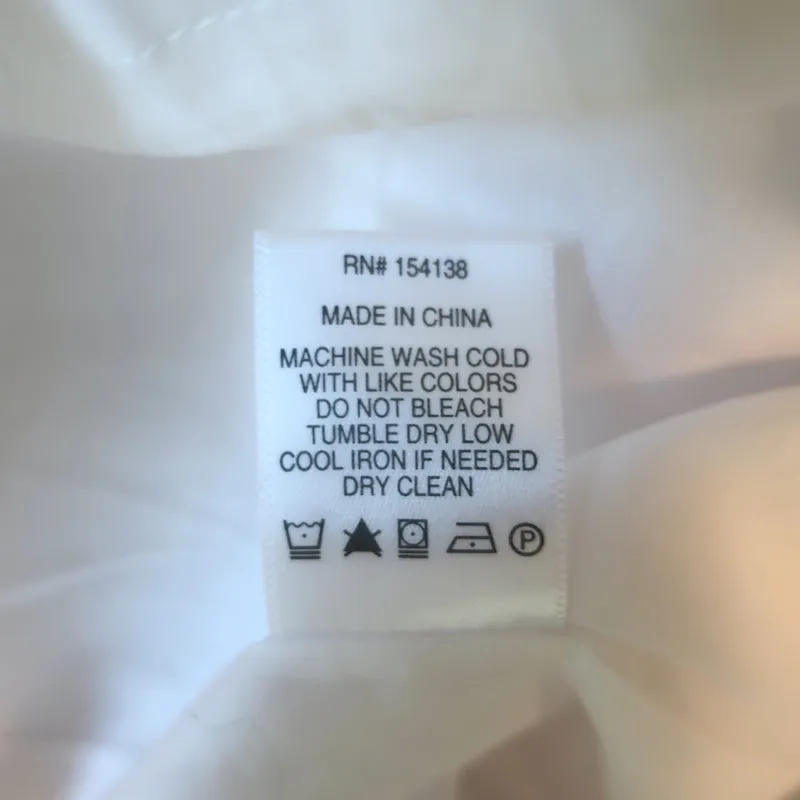 RN# 154138
MADE IN CHINA
MACHINE WASH COLD
WITH LIKE COLORS
DO NOT BLEACH
TUMBLE DRY LOW
COOL IRON IF NEEDED
DRY CLEAN
P